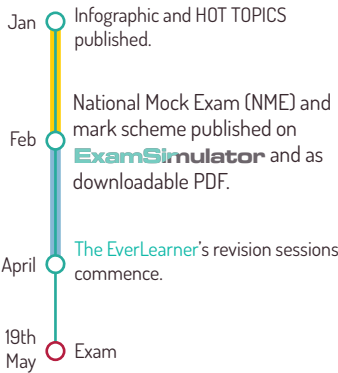 Jan
Infographic and HOT TOPICS
published.
Feb
National Mock Exam (NME) and
mark scheme published on
ExamSimulator and as
downloadable PDF.
April
The EverLearner's revision sessions
commence.
19th
May
Exam